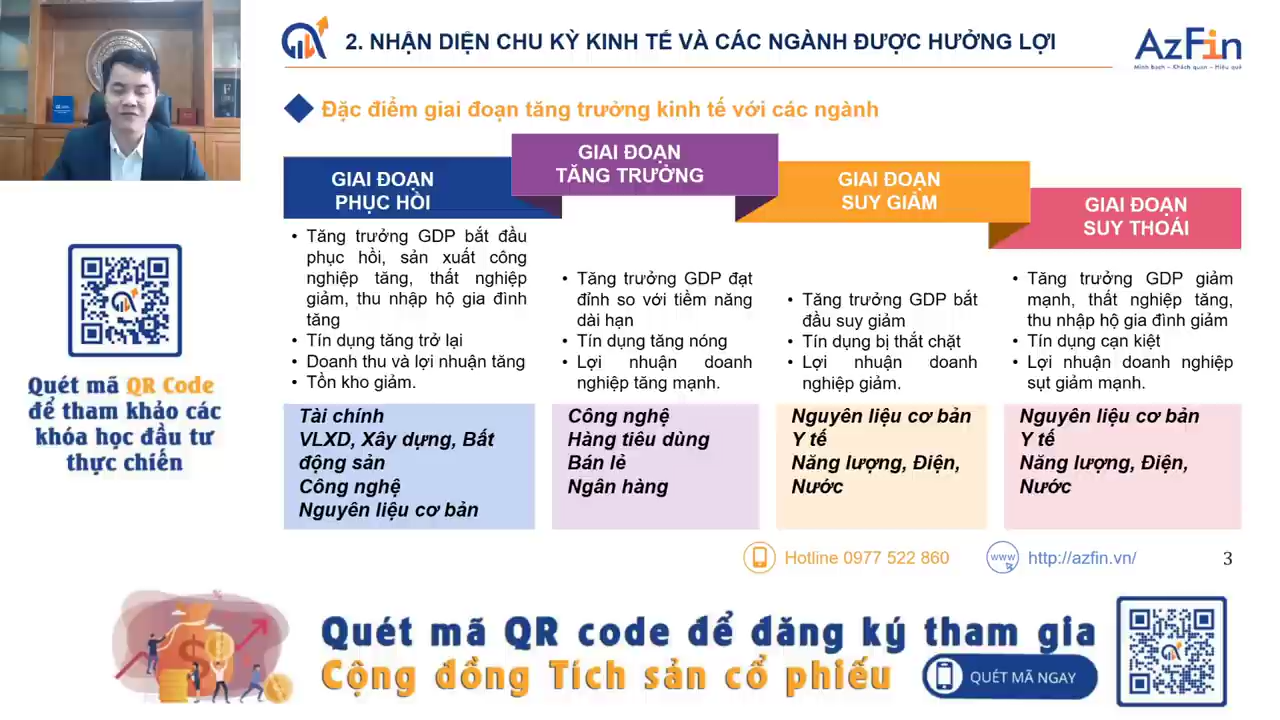 2. NHẬN DIỆN CHU KỲ KINH TẾ VÀ CÁC NGÀNH ĐƯỢC HƯỞNG LỢI
AzFin
Minh bạch – Khách quan – Hiệu quả
Đặc điểm giai đoạn tăng trưởng kinh tế với các ngành
GIAI ĐOẠN
PHỤC HỒI
• Tăng trưởng GDP bắt đầu
phục hồi, sản xuất công
nghiệp tăng, thất nghiệp
giảm, thu nhập hộ gia đình
tăng
• Tín dụng tăng trở lại
• Doanh thu và lợi nhuận tăng
• Tồn kho giảm.
Tài chính
VLXD, Xây dựng, Bất
động sản
Công nghệ
Nguyên liệu cơ bản
GIAI ĐOẠN
TĂNG TRƯỞNG
• Tăng trưởng GDP đạt
đỉnh so với tiềm năng
dài hạn
• Tín dụng tăng nóng
• Lợi nhuận doanh
nghiệp tăng mạnh.
Công nghệ
Hàng tiêu dùng
Bán lẻ
Ngân hàng
GIAI ĐOẠN
SUY GIẢM
• Tăng trưởng GDP bắt
đầu suy giảm
• Tín dụng bị thắt chặt
• Lợi nhuận doanh
nghiệp giảm.
Nguyên liệu cơ bản
Y tế
Năng lượng, Điện,
Nước
GIAI ĐOẠN
SUY THOÁI
• Tăng trưởng GDP giảm
mạnh, thất nghiệp tăng,
thu nhập hộ gia đình giảm
• Tín dụng cạn kiệt
• Lợi nhuận doanh nghiệp
sụt giảm mạnh.
Nguyên liệu cơ bản
Y tế
Năng lượng, Điện,
Nước
Quét mã QR Code
để tham khảo các
khóa học đầu tư
thực chiến
Hotline 0977 522 860
www
http://azfin.vn/
3
Quét mã QR code để đăng ký tham gia
Cộng đồng Tích sản cổ phiếu
QUÉT MÃ NGAY